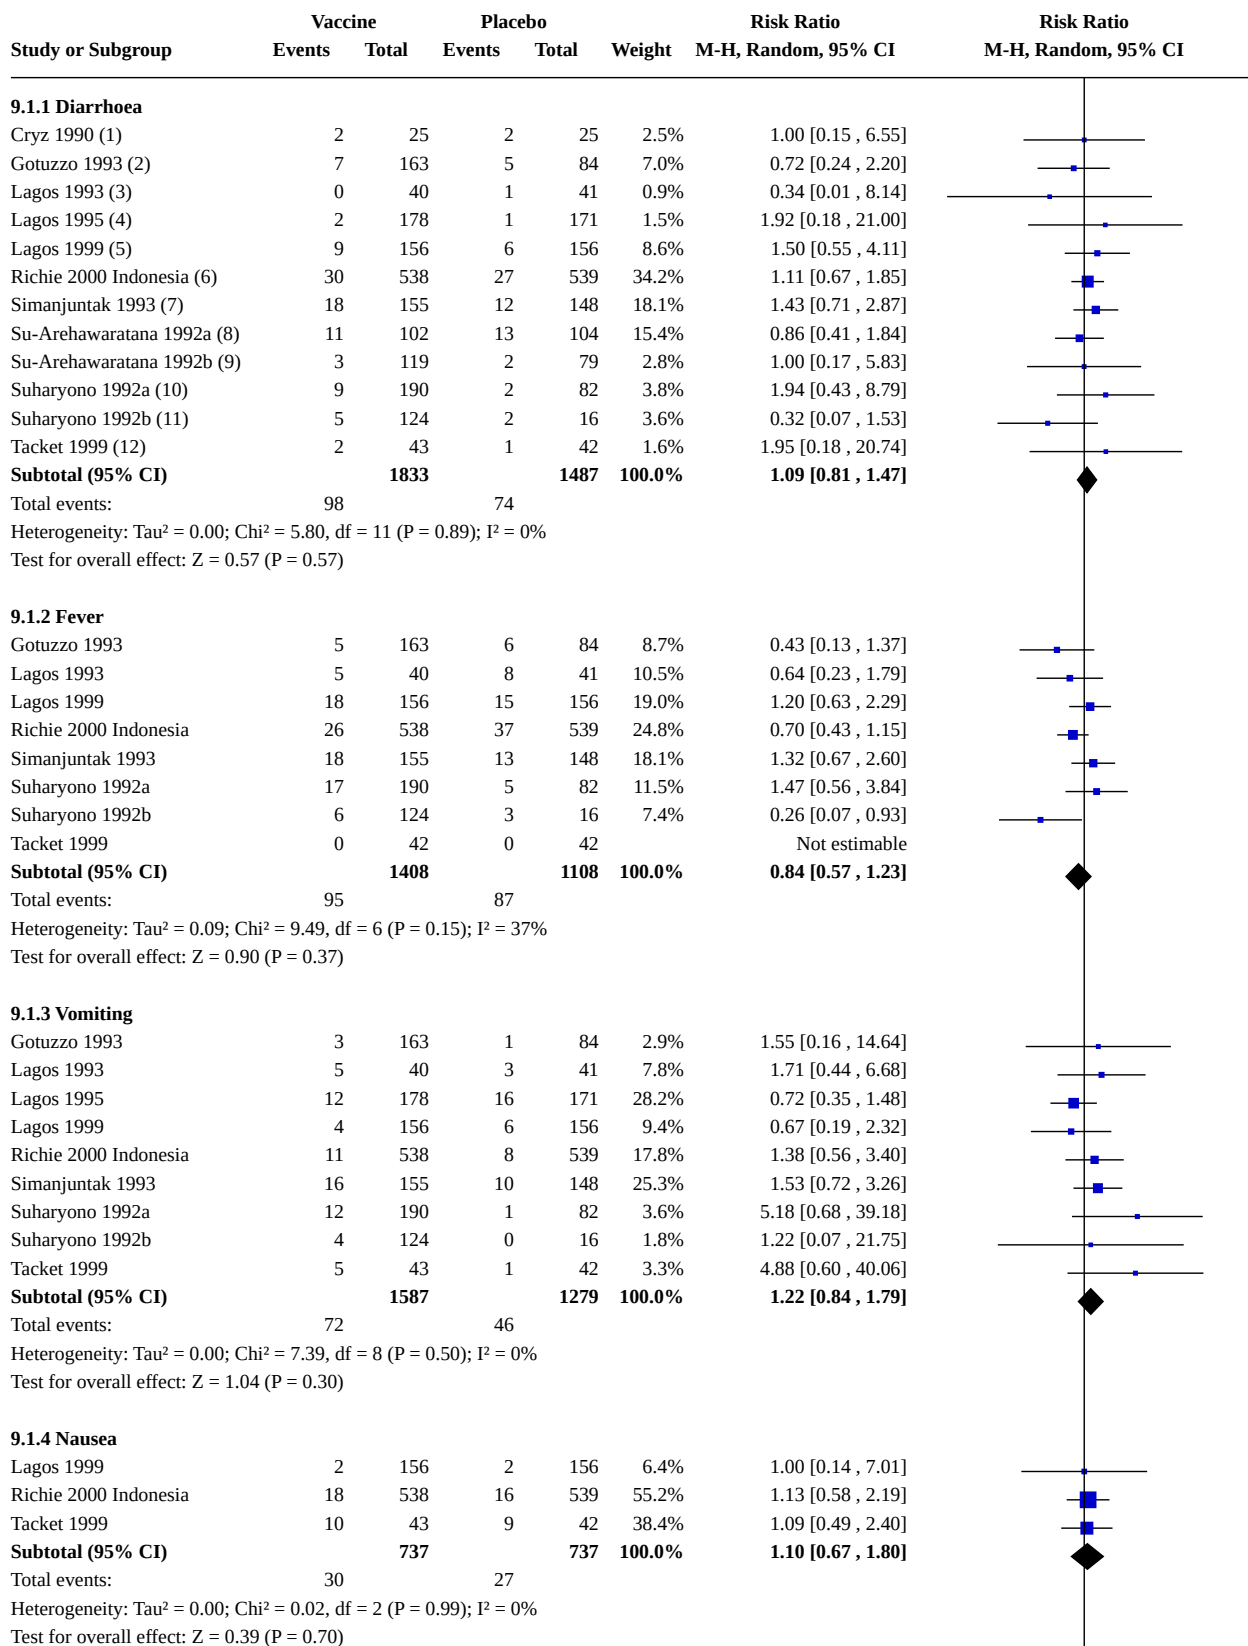 Vaccine Placebo Risk Ratio Risk Ratio
Study or Subgroup Events Total Events Total Weight M-H, Random, 95% CI M-H, Random, 95% CI
9.1.1 Diarrhoea
Cryz 1990 (1) 2 25 2 25 2.5% 1.00 [0.15 , 6.55]
Gotuzzo 1993 (2) 7 163 5 84 7.0% 0.72 [0.24 , 2.20]
Lagos 1993 (3) 0 40 1 41 0.9% 0.34 [0.01 , 8.14]
Lagos 1995 (4) 2 178 1 171 1.5% 1.92 [0.18 , 21.00]
Lagos 1999 (5) 9 156 6 156 8.6% 1.50 [0.55 , 4.11]
Richie 2000 Indonesia (6) 30 538 27 539 34.2% 1.11 [0.67 , 1.85]
Simanjuntak 1993 (7) 18 155 12 148 18.1% 1.43 [0.71 , 2.87]
Su-Arehawaratana 1992a (8) 11 102 13 104 15.4% 0.86 [0.41 , 1.84]
Su-Arehawaratana 1992b (9) 3 119 2 79 2.8% 1.00 [0.17 , 5.83]
Suharyono 1992a (10) 9 190 2 82 3.8% 1.94 [0.43 , 8.79]
Suharyono 1992b (11) 5 124 2 16 3.6% 0.32 [0.07 , 1.53]
Tacket 1999 (12) 2 43 1 42 1.6% 1.95 [0.18 , 20.74]
Subtotal (95% CI) 1833 1487 100.0% 1.09 [0.81 , 1.47]
Total events: 98 74
Heterogeneity: Tau² = 0.00; Chi² = 5.80, df = 11 (P = 0.89); I² = 0%
Test for overall effect: Z = 0.57 (P = 0.57)
9.1.2 Fever
Gotuzzo 1993 5 163 6 84 8.7% 0.43 [0.13 , 1.37]
Lagos 1993 5 40 8 41 10.5% 0.64 [0.23 , 1.79]
Lagos 1999 18 156 15 156 19.0% 1.20 [0.63 , 2.29]
Richie 2000 Indonesia 26 538 37 539 24.8% 0.70 [0.43 , 1.15]
Simanjuntak 1993 18 155 13 148 18.1% 1.32 [0.67 , 2.60]
Suharyono 1992a 17 190 5 82 11.5% 1.47 [0.56 , 3.84]
Suharyono 1992b 6 124 3 16 7.4% 0.26 [0.07 , 0.93]
Tacket 1999 0 42 0 42 Not estimable
Subtotal (95% CI) 1408 1108 100.0% 0.84 [0.57 , 1.23]
Total events: 95 87
Heterogeneity: Tau² = 0.09; Chi² = 9.49, df = 6 (P = 0.15); I² = 37%
Test for overall effect: Z = 0.90 (P = 0.37)
9.1.3 Vomiting
Gotuzzo 1993 3 163 1 84 2.9% 1.55 [0.16 , 14.64]
Lagos 1993 5 40 3 41 7.8% 1.71 [0.44 , 6.68]
Lagos 1995 12 178 16 171 28.2% 0.72 [0.35 , 1.48]
Lagos 1999 4 156 6 156 9.4% 0.67 [0.19 , 2.32]
Richie 2000 Indonesia 11 538 8 539 17.8% 1.38 [0.56 , 3.40]
Simanjuntak 1993 16 155 10 148 25.3% 1.53 [0.72 , 3.26]
Suharyono 1992a 12 190 1 82 3.6% 5.18 [0.68 , 39.18]
Suharyono 1992b 4 124 0 16 1.8% 1.22 [0.07 , 21.75]
Tacket 1999 5 43 1 42 3.3% 4.88 [0.60 , 40.06]
Subtotal (95% CI) 1587 1279 100.0% 1.22 [0.84 , 1.79]
Total events: 72 46
Heterogeneity: Tau² = 0.00; Chi² = 7.39, df = 8 (P = 0.50); I² = 0%
Test for overall effect: Z = 1.04 (P = 0.30)
9.1.4 Nausea
Lagos 1999 2 156 2 156 6.4% 1.00 [0.14 , 7.01]
Richie 2000 Indonesia 18 538 16 539 55.2% 1.13 [0.58 , 2.19]
Tacket 1999 10 43 9 42 38.4% 1.09 [0.49 , 2.40]
Subtotal (95% CI) 737 737 100.0% 1.10 [0.67 , 1.80]
Total events: 30 27
Heterogeneity: Tau² = 0.00; Chi² = 0.02, df = 2 (P = 0.99); I² = 0%
Test for overall effect: Z = 0.39 (P = 0.70)